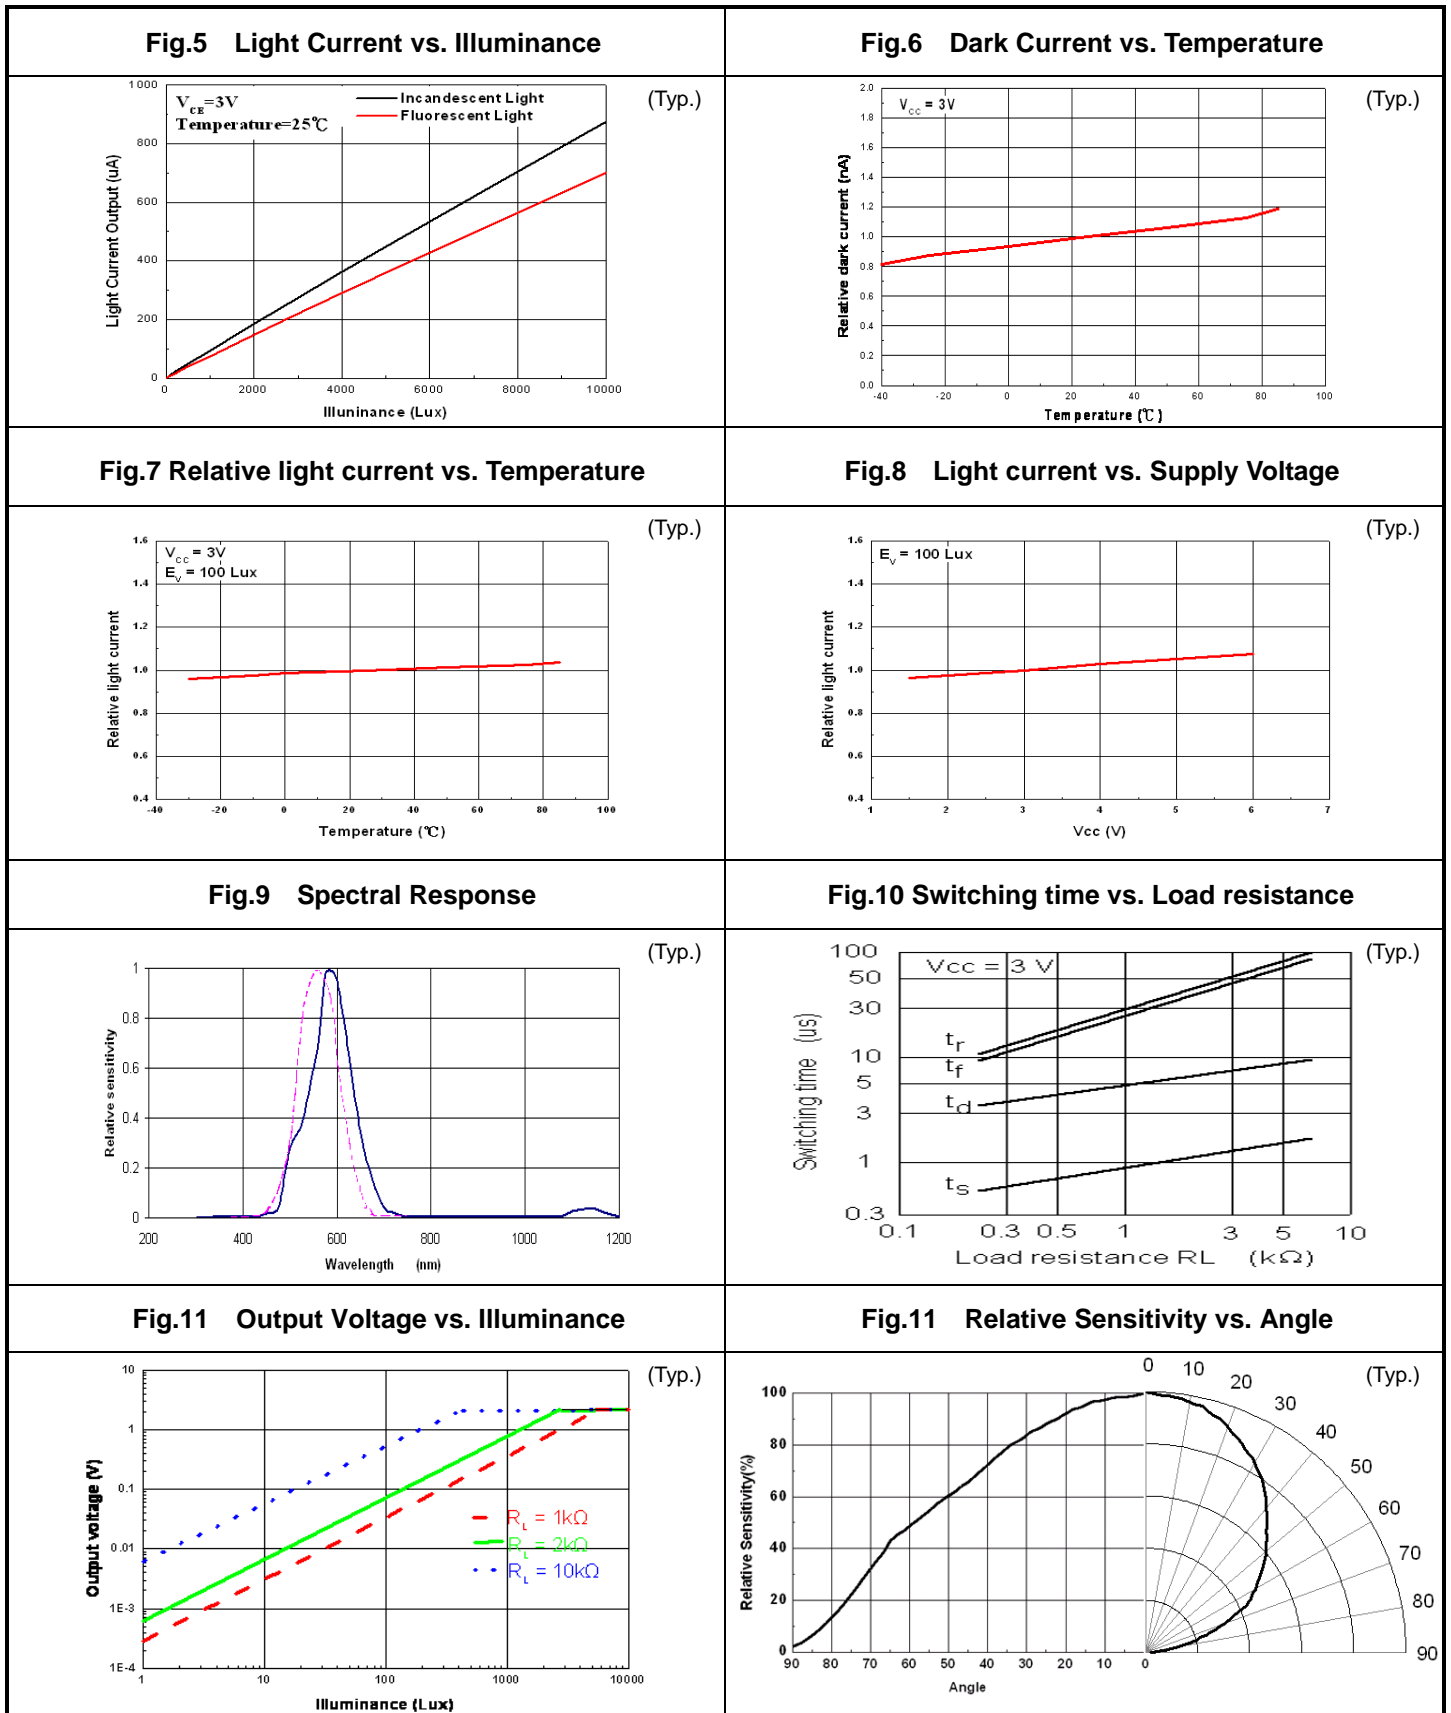 Fig.5 Light Current vs. Illuminance
Fig.6 Dark Current vs. Temperature
(Typ.)
V_CE=3V
Temperature=25℃
Incandescent Light
Fluorescent Light
Light Current Output (uA)
1000
800
600
400
200
0
0 2000 4000 6000 8000 10000
Illuninance (Lux)
(Typ.)
V_cc = 3V
Relative dark current (nA)
2.0
1.8
1.6
1.4
1.2
1.0
0.8
0.6
0.4
0.2
0.0
-40 -20 0 20 40 60 80 100
Temperature (℃)
Fig.7 Relative light current vs. Temperature
Fig.8 Light current vs. Supply Voltage
(Typ.)
V_cc = 3V
E_v = 100 Lux
Relative light current
1.6
1.4
1.2
1.0
0.8
0.6
0.4
-40 -20 0 20 40 60 80 100
Temperature (℃)
(Typ.)
E_v = 100 Lux
Relative light current
1.6
1.4
1.2
1.0
0.8
0.6
0.4
1 2 3 4 5 6 7
Vcc (V)
Fig.9 Spectral Response
Fig.10 Switching time vs. Load resistance
(Typ.)
Relative sensitivity
1
0.8
0.6
0.4
0.2
0
200 400 600 800 1000 1200
Wavelength (nm)
(Typ.)
Vcc = 3 V
Switching time (us)
100
50
30
10
5
3
1
0.3
t_r
t_f
t_d
t_s
0.1 0.3 0.5 1 3 5 10
Load resistance RL (kΩ)
Fig.11 Output Voltage vs. Illuminance
Fig.11 Relative Sensitivity vs. Angle
(Typ.)
Output voltage (V)
10
1
0.1
0.01
1E-3
1E-4
R_L = 1kΩ
R_L = 2kΩ
R_L = 10kΩ
1 10 100 1000 10000
Illuminance (Lux)
(Typ.)
Relative Sensitivity(%)
100
80
60
40
20
0
90 80 70 60 50 40 30 20 10 0
Angle
0
10
20
30
40
50
60
70
80
90